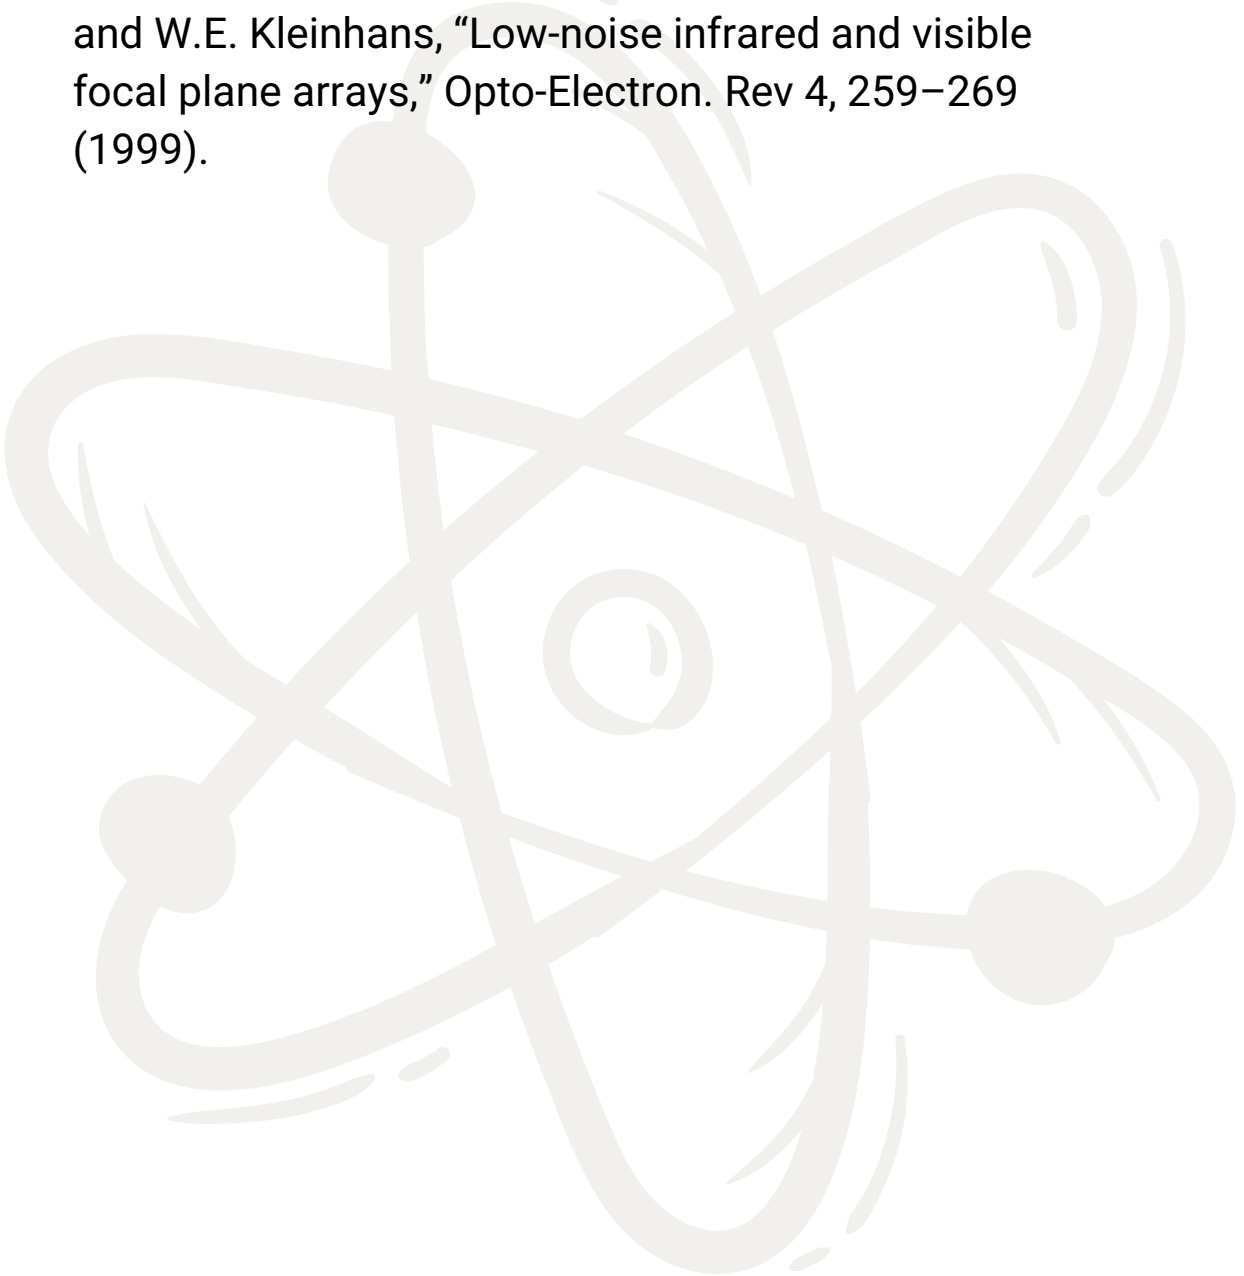 and W.E. Kleinhans, “Low-noise infrared and visible
focal plane arrays,” Opto-Electron. Rev 4, 259–269
(1999).